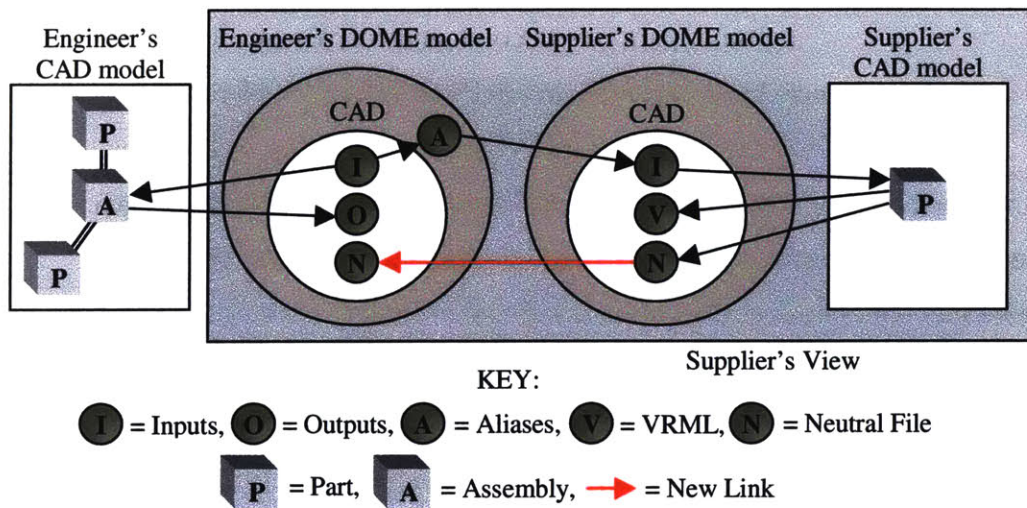 Engineer's
CAD model
Engineer's DOME model
Supplier's DOME model
Supplier's
CAD model
P
A
P
CAD
A
I
O
N
CAD
I
V
N
P
Supplier's View
KEY:
I = Inputs, O = Outputs, A = Aliases, V = VRML, N = Neutral File
P = Part, A = Assembly, = New Link